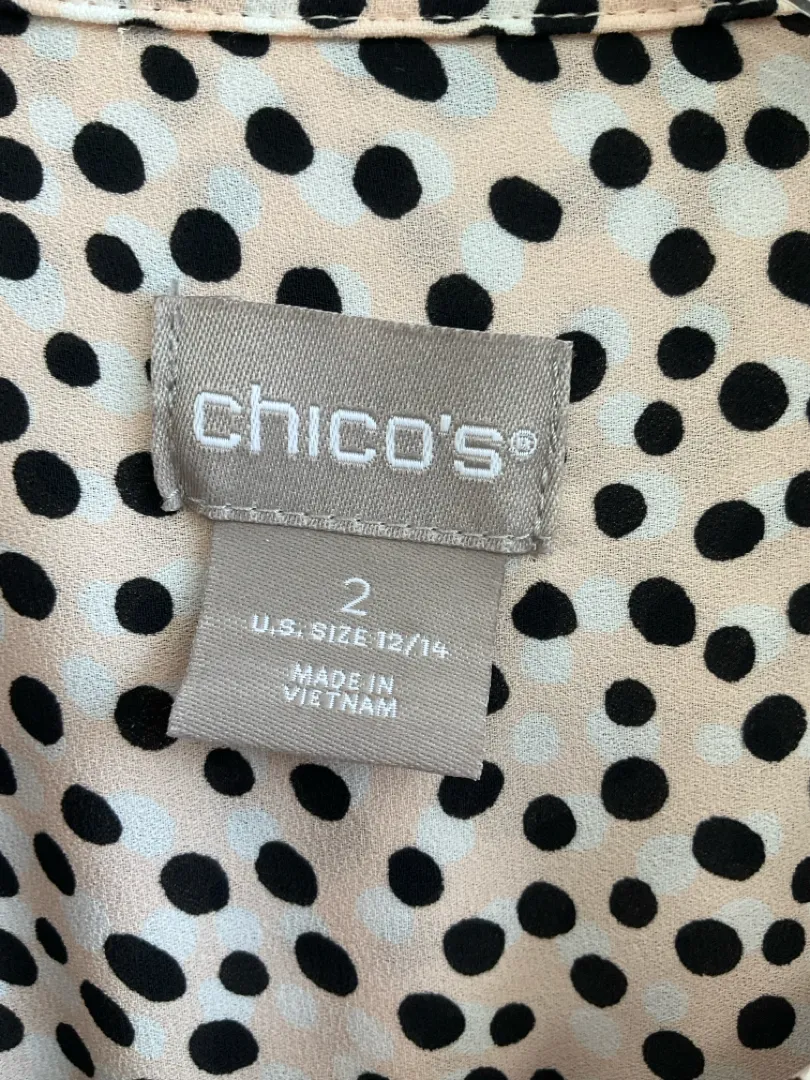 chico's®
2
U.S. SIZE 12/14
MADE IN
VIETNAM